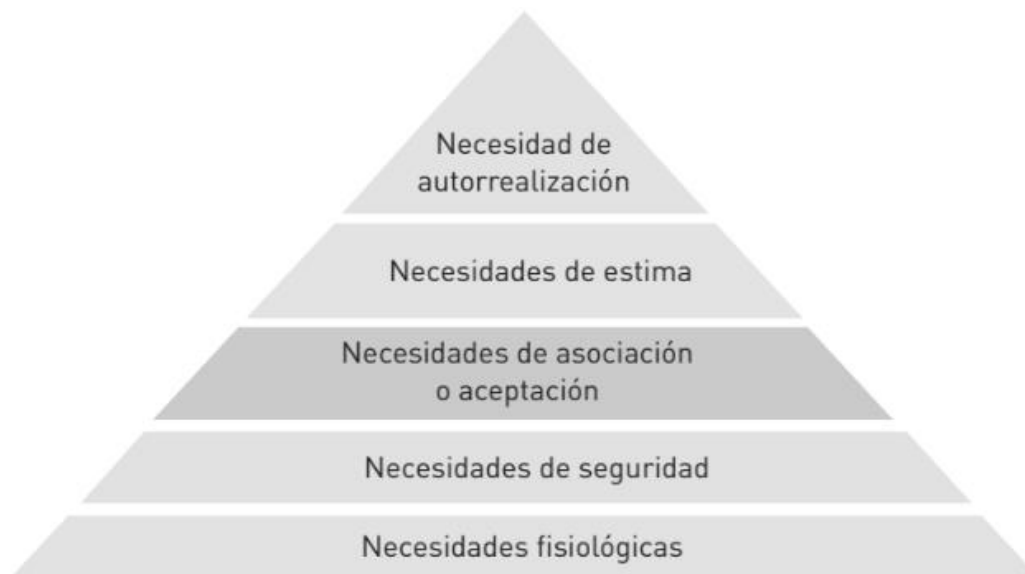 Necesidad de
autorrealización
Necesidades de estima
Necesidades de asociación
o aceptación
Necesidades de seguridad
Necesidades fisiológicas